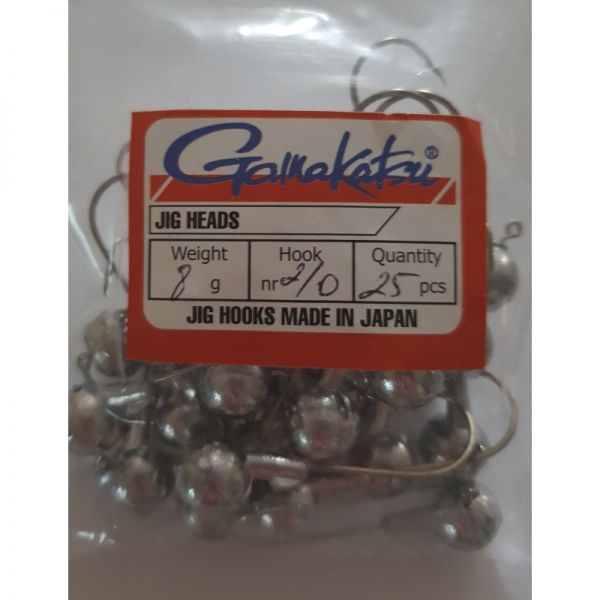 Gamakatsu®
JIG HEADS
Weight Hook Quantity
8 g nr 2/0 25 pcs
JIG HOOKS MADE IN JAPAN